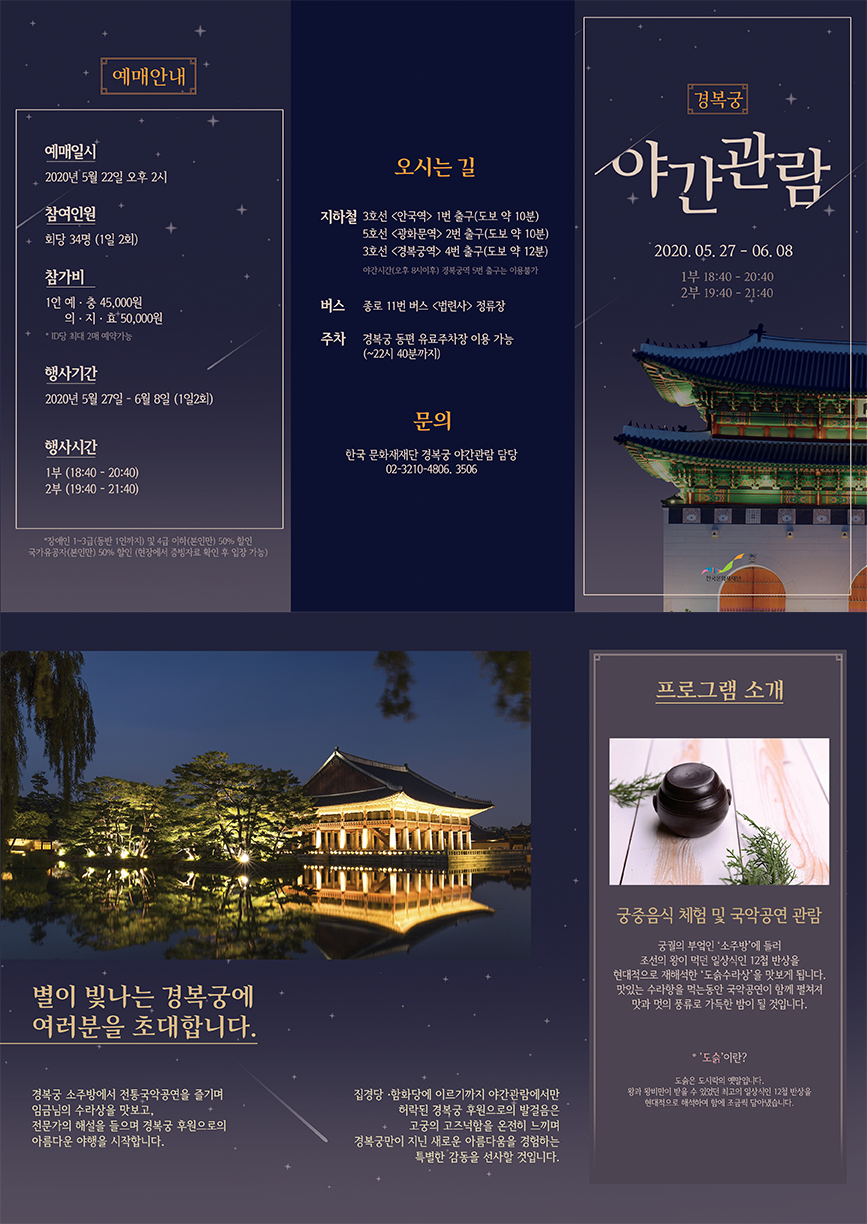 예매안내
예매일시
2020년 5월 22일 오후 2시
참여인원
회당 34명 (1일 2회)
참가비
1인 예 · 충 45,000원
의 · 지 · 효 50,000원
* ID당 최대 2매 예약가능
행사기간
2020년 5월 27일 - 6월 8일 (1일2회)
행사시간
1부 (18:40 - 20:40)
2부 (19:40 - 21:40)
*장애인 1~3급(동반 1인까지) 및 4급 이하(본인만) 50% 할인
국가유공자(본인만) 50% 할인 (현장에서 증빙자료 확인 후 입장 가능)
오시는 길
지하철 3호선 <안국역> 1번 출구(도보 약 10분)
5호선 <광화문역> 2번 출구(도보 약 10분)
3호선 <경복궁역> 4번 출구(도보 약 12분)
야간시간(오후 8시이후) 경복궁역 5번 출구는 이용불가
버스 종로 11번 버스 <법련사> 정류장
주차 경복궁 동편 유료주차장 이용 가능
(~22시 40분까지)
문의
한국 문화재재단 경복궁 야간관람 담당
02-3210-4806, 3506
경복궁
야간관람
2020. 05. 27 - 06. 08
1부 18:40 - 20:40
2부 19:40 - 21:40
한국문화재재단
별이 빛나는 경복궁에
여러분을 초대합니다.
경복궁 소주방에서 전통국악공연을 즐기며
임금님의 수라상을 맛보고,
전문가의 해설을 들으며 경복궁 후원으로의
아름다운 야행을 시작합니다.
집경당 ·함화당에 이르기까지 야간관람에서만
허락된 경복궁 후원으로의 발걸음은
고궁의 고즈넉함을 온전히 느끼며
경복궁만이 지닌 새로운 아름다움을 경험하는
특별한 감동을 선사할 것입니다.
프로그램 소개
궁중음식 체험 및 국악공연 관람
궁궐의 부엌인 '소주방'에 들러
조선의 왕이 먹던 일상식인 12첩 반상을
현대적으로 재해석한 '도슭수라상'을 맛보게 됩니다.
맛있는 수라항을 먹는동안 국악공연이 함께 펼쳐져
맛과 멋의 풍류로 가득한 밤이 될 것입니다.
* '도슭'이란?
도슭은 도시락의 옛말입니다.
왕과 왕비만이 받을 수 있었던 최고의 일상식인 12첩 반상을
현대적으로 해석하여 함에 조금씩 담아냈습니다.